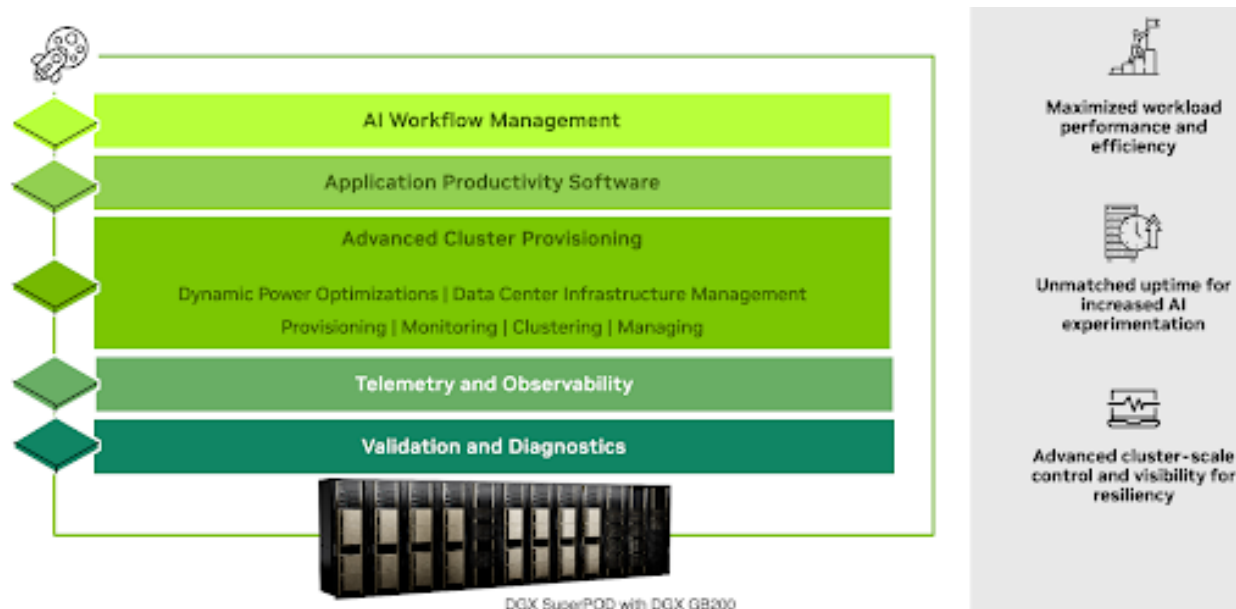 AI Workflow Management
Application Productivity Software
Advanced Cluster Provisioning
Dynamic Power Optimizations | Data Center Infrastructure Management
Provisioning | Monitoring | Clustering | Managing
Telemetry and Observability
Validation and Diagnostics
DGX SuperPOD with DGX GB200
Maximized workload
performance and
efficiency
Unmatched uptime for
increased AI
experimentation
Advanced cluster-scale
control and visibility for
resiliency